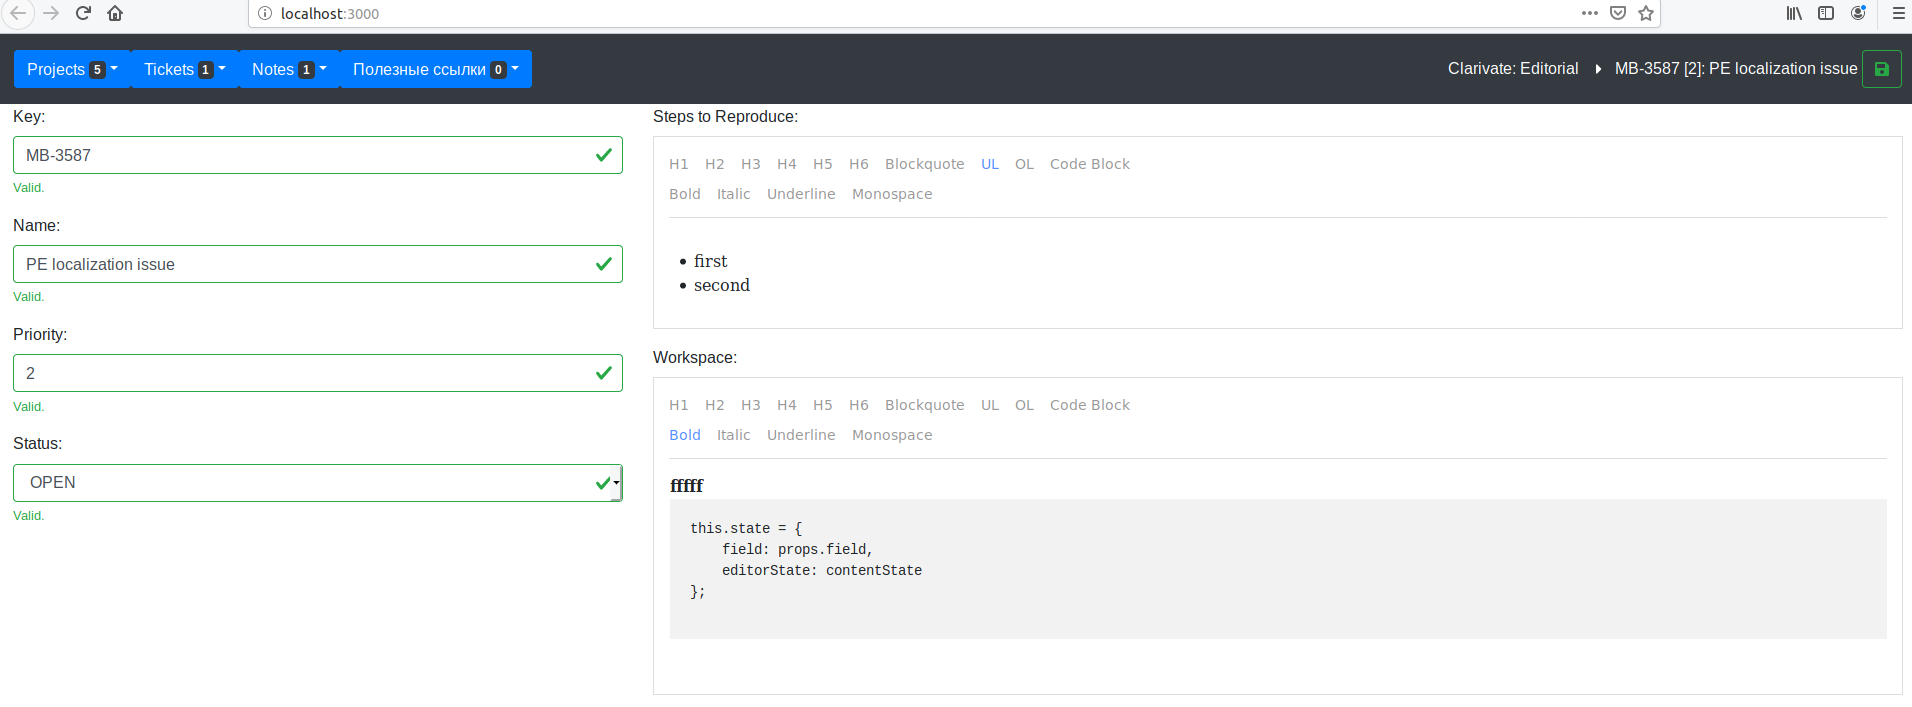 localhost:3000
Projects 5 Tickets 1 Notes 1 Полезные ссылки 0 Clarivate: Editorial MB-3587 [2]: PE localization issue
Key:
MB-3587
Valid.
Name:
PE localization issue
Valid.
Priority:
2
Valid.
Status:
OPEN
Valid.
Steps to Reproduce:
H1 H2 H3 H4 H5 H6 Blockquote UL OL Code Block
Bold Italic Underline Monospace
• first
• second
Workspace:
H1 H2 H3 H4 H5 H6 Blockquote UL OL Code Block
Bold Italic Underline Monospace
fffff
this.state = {
    field: props.field,
    editorState: contentState
};